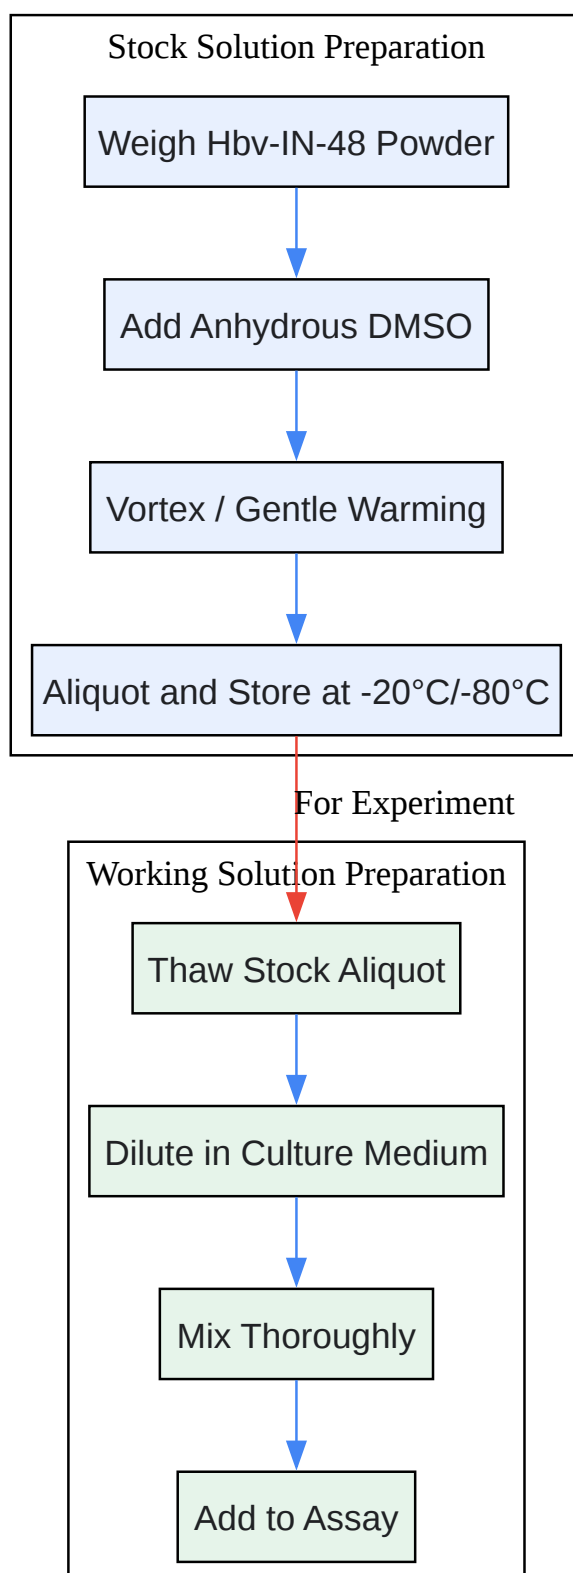 Stock Solution Preparation
Weigh Hbv-IN-48 Powder
Add Anhydrous DMSO
Vortex / Gentle Warming
Aliquot and Store at -20°C/-80°C
For Experiment
Working Solution Preparation
Thaw Stock Aliquot
Dilute in Culture Medium
Mix Thoroughly
Add to Assay